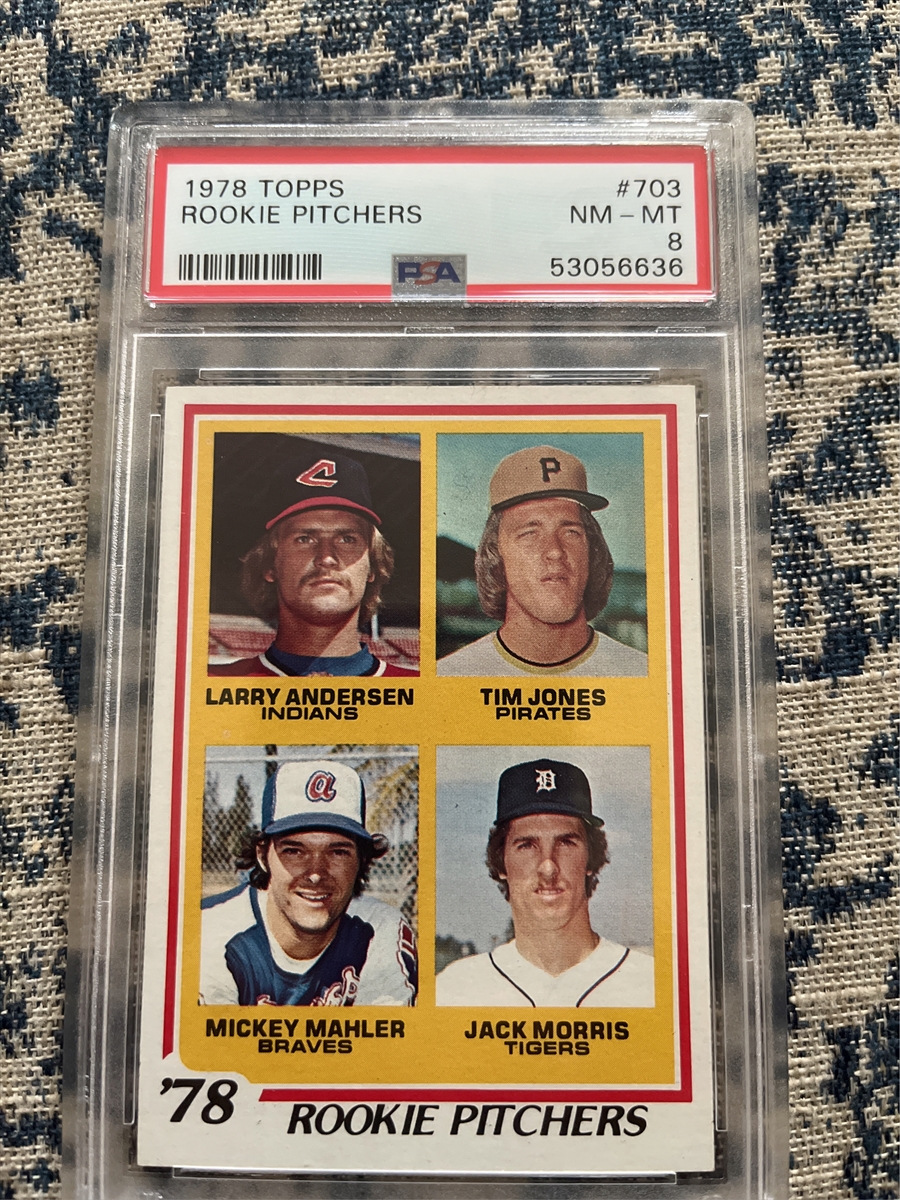 1978 TOPPS #703
ROOKIE PITCHERS NM - MT
8
PSA 53056636
C P
LARRY ANDERSEN TIM JONES
INDIANS PIRATES
a D
MICKEY MAHLER JACK MORRIS
BRAVES TIGERS
'78
ROOKIE PITCHERS